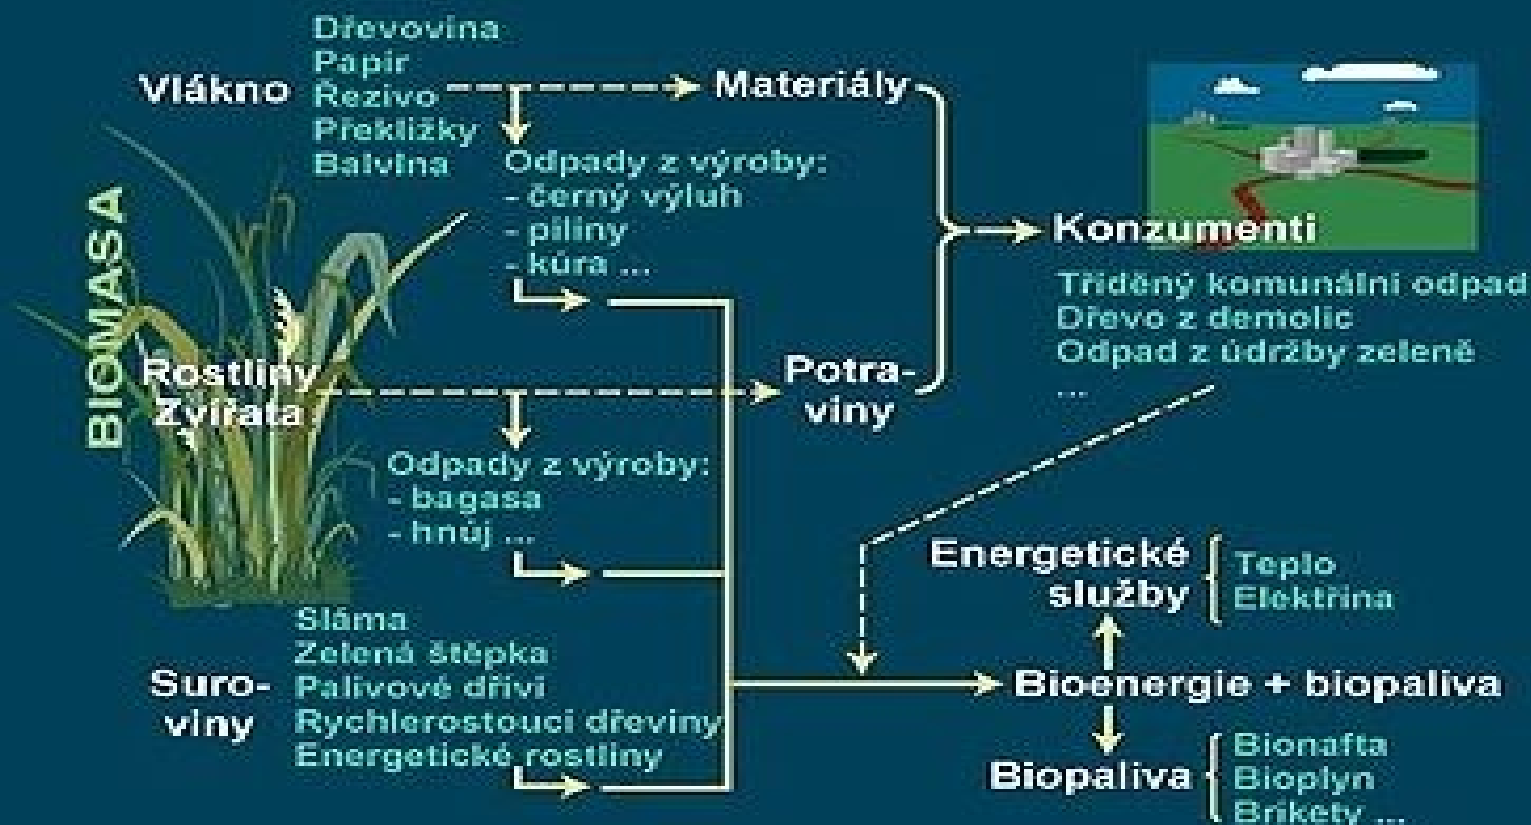 BIOMASA
Vlákno
Dřevovina
Papír
Řezivo
Překližky
Balvlna
Materiály
Odpady z výroby:
- černý výluh
- piliny
- kůra ...
Konzumenti
Tříděný komunální odpad
Dřevo z demolic
Odpad z údržby zeleně
...
Rostliny
Zvířata
Potra-
viny
Odpady z výroby:
- bagasa
- hnůj ...
Suro-
viny
Sláma
Zelená štěpka
Palivové dříví
Rychlerostoucí dřeviny
Energetické rostliny
Energetické
služby
Teplo
Elektřina
Bioenergie + biopaliva
Biopaliva
Bionafta
Bioplyn
Brikety ...